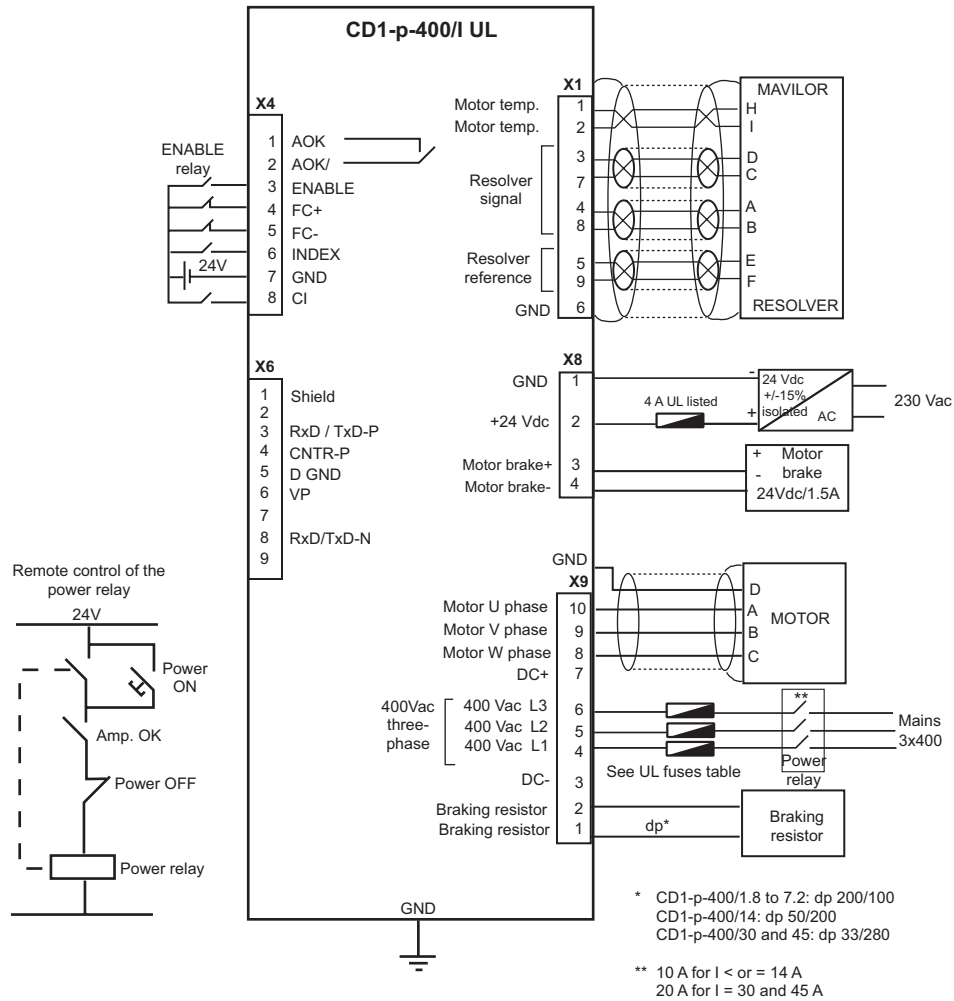 CD1-p-400/I UL
X4
1 AOK
2 AOK/
3 ENABLE
4 FC+
5 FC-
6 INDEX
7 GND
8 CI
ENABLE
relay
24V
X1
Motor temp. 1
Motor temp. 2
3
7
Resolver
signal
4
8
Resolver
reference
5
9
GND 6
MAVILOR
H
I
D
C
A
B
E
F
RESOLVER
X6
1 Shield
2
3 RxD / TxD-P
4 CNTR-P
5 D GND
6 VP
7
8 RxD/TxD-N
9
X8
GND 1
+24 Vdc 2
Motor brake+ 3
Motor brake- 4
4 A UL listed
-
+
24 Vdc
+/-15%
isolated
AC
230 Vac
+ Motor
- brake
24Vdc/1.5A
GND
X9
Motor U phase 10
Motor V phase 9
Motor W phase 8
DC+ 7
400Vac
three-
phase
400 Vac L3 6
400 Vac L2 5
400 Vac L1 4
DC- 3
Braking resistor 2
Braking resistor 1
D
A
B
C
MOTOR
**
Mains
3x400
See UL fuses table
Power
relay
dp*
Braking
resistor
Remote control of the
power relay
24V
Power
ON
Amp. OK
Power OFF
Power relay
GND
* CD1-p-400/1.8 to 7.2: dp 200/100
CD1-p-400/14: dp 50/200
CD1-p-400/30 and 45: dp 33/280
** 10 A for I < or = 14 A
20 A for I = 30 and 45 A